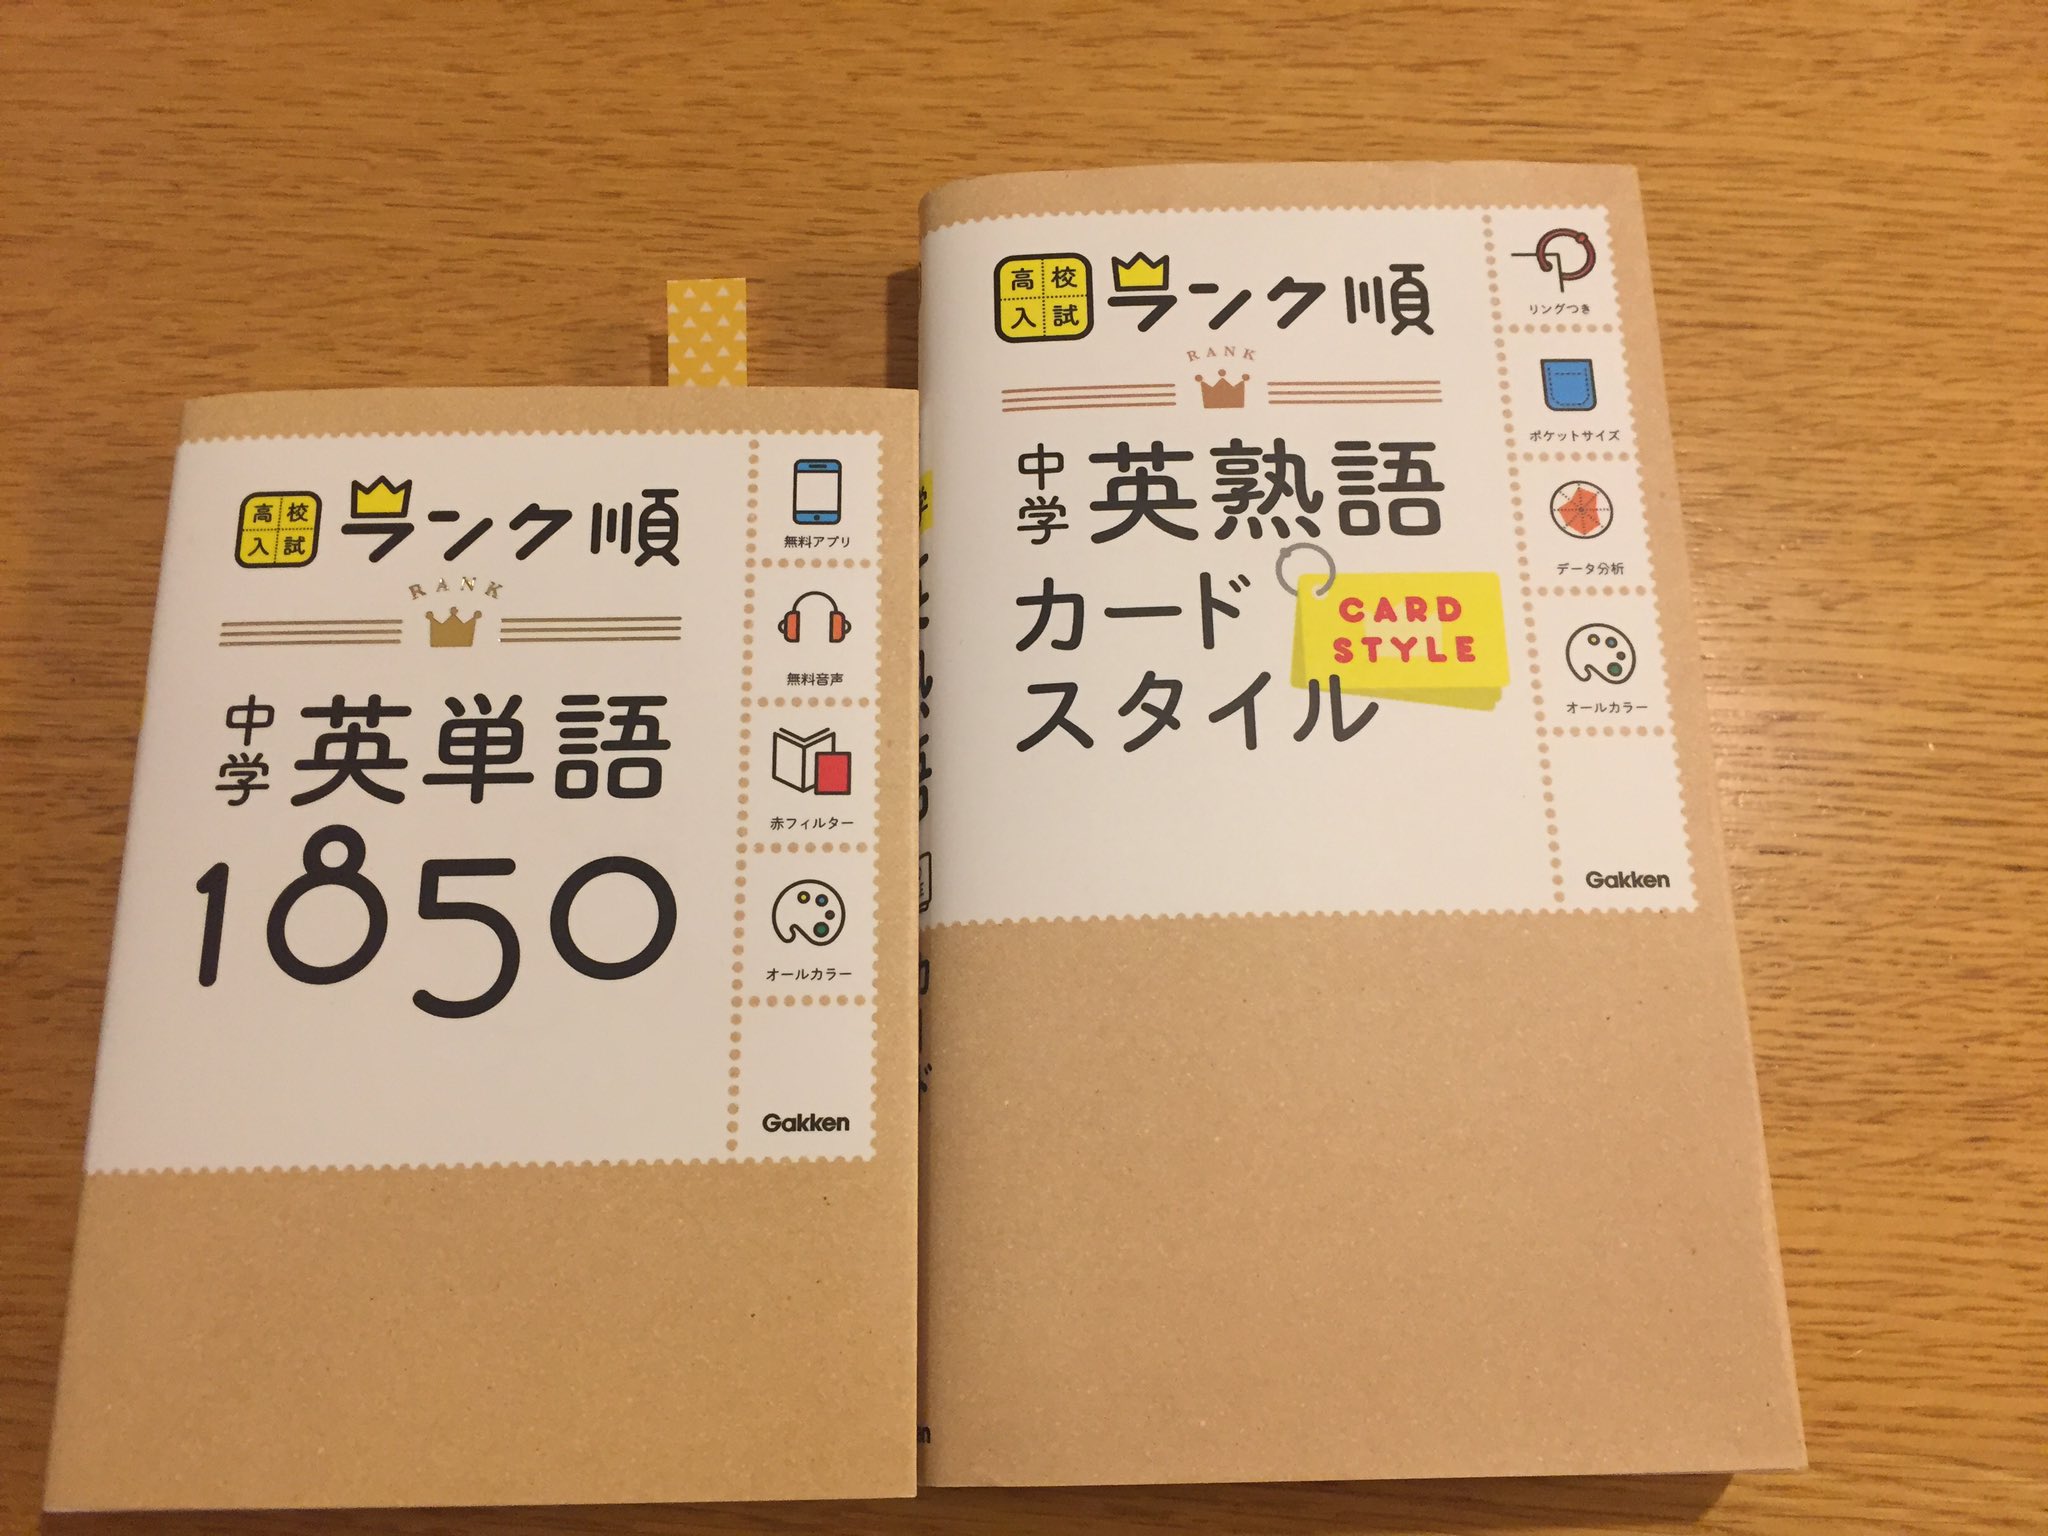 高校
入試
ランク順
RANK
中学
英単語
1850
無料アプリ
無料音声
赤フィルター
オールカラー
Gakken
高校
入試
ランク順
RANK
中学
英熟語
カード
スタイル
CARD
STYLE
リングつき
ポケットサイズ
データ分析
オールカラー
Gakken